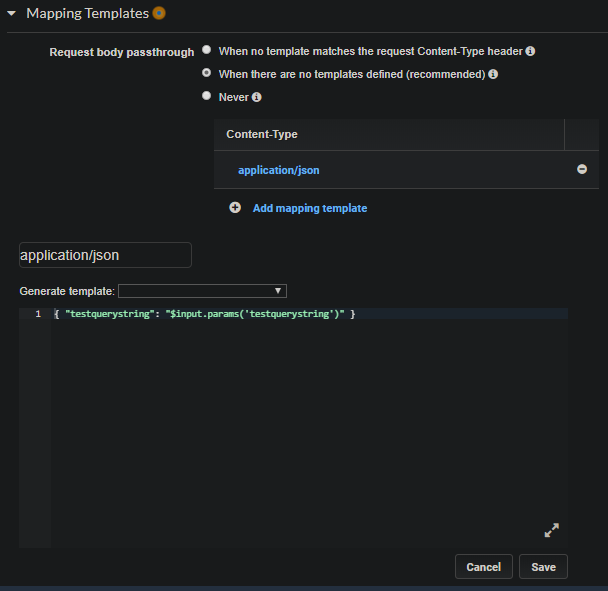 Mapping Templates
Request body passthrough
When no template matches the request Content-Type header
When there are no templates defined (recommended)
Never
Content-Type
application/json
Add mapping template
application/json
Generate template:
1 { "testquerystring": "$input.params('testquerystring')" }
Cancel Save